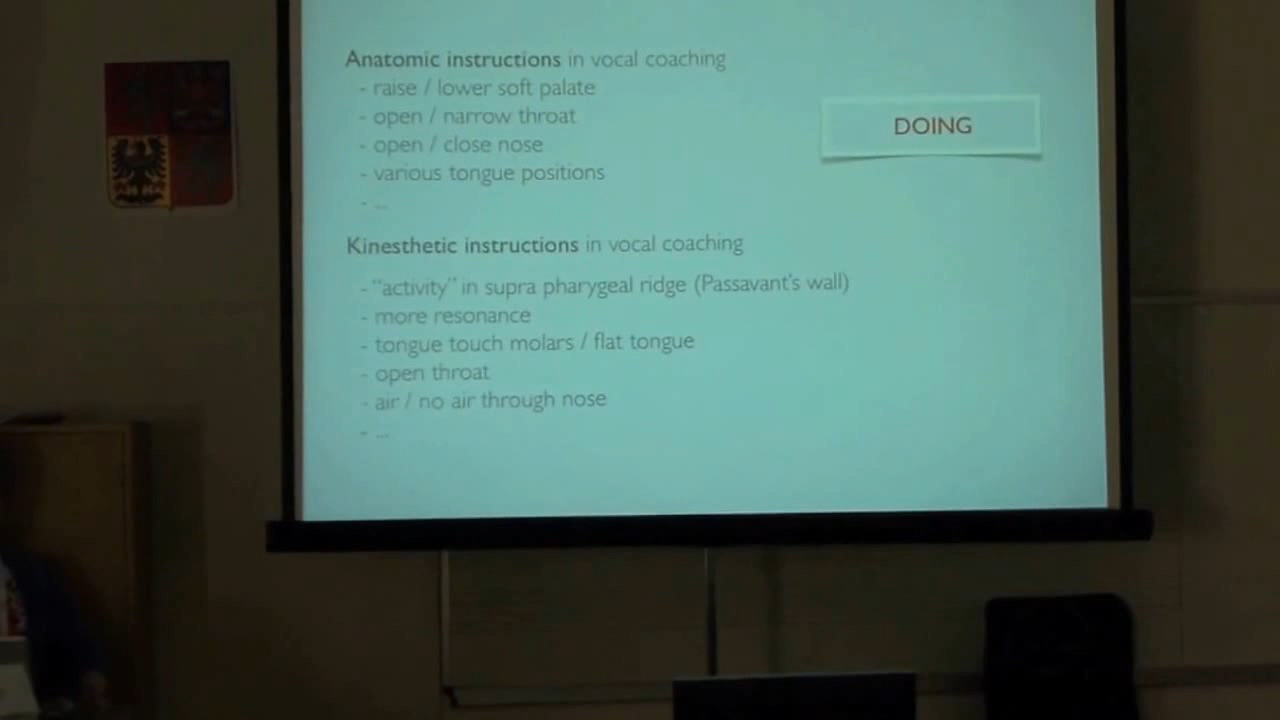 Anatomic instructions in vocal coaching
- raise / lower soft palate
- open / narrow throat
- open / close nose
- various tongue positions
- ...
DOING
Kinesthetic instructions in vocal coaching
- "activity" in supra pharygeal ridge (Passavant's wall)
- more resonance
- tongue touch molars / flat tongue
- open throat
- air / no air through nose
- ...